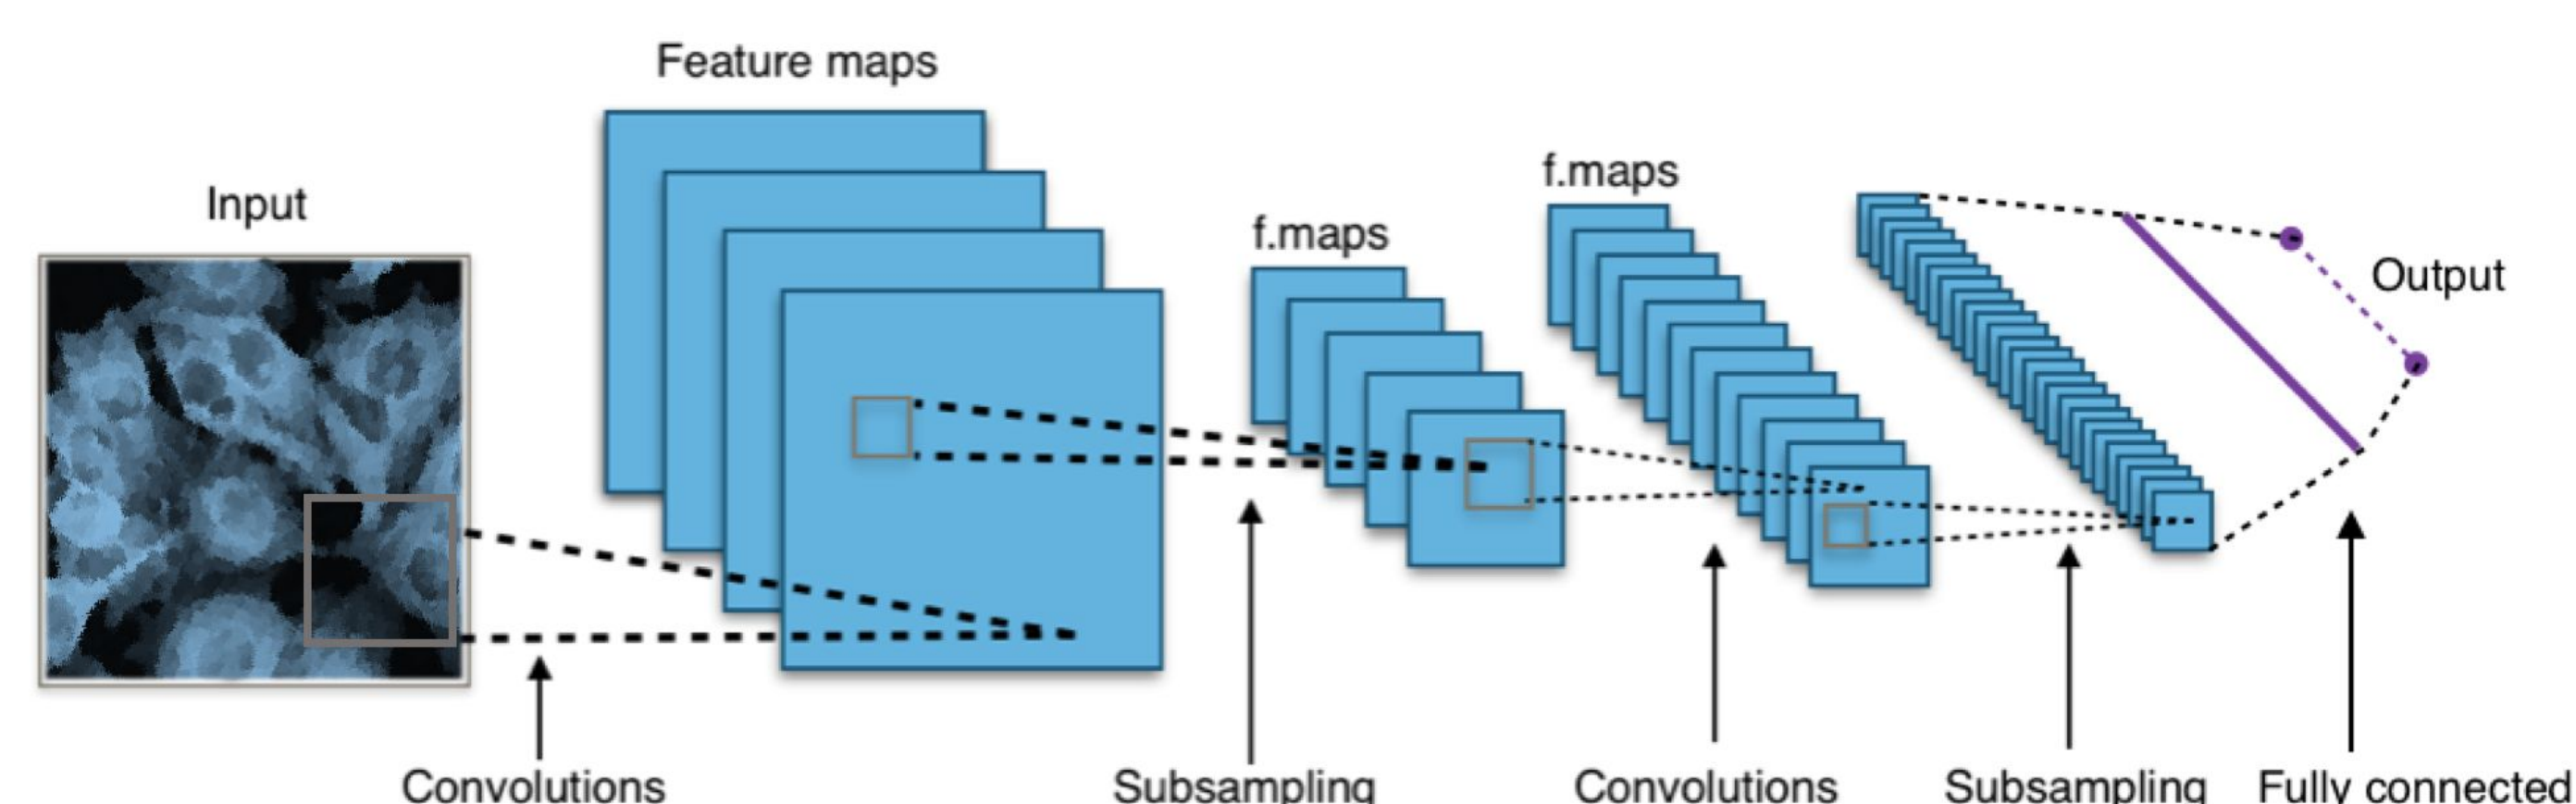 Feature maps
f.maps
Input
f.maps
Output
Convolutions
Subsampling
Convolutions
Subsampling
Fully connected